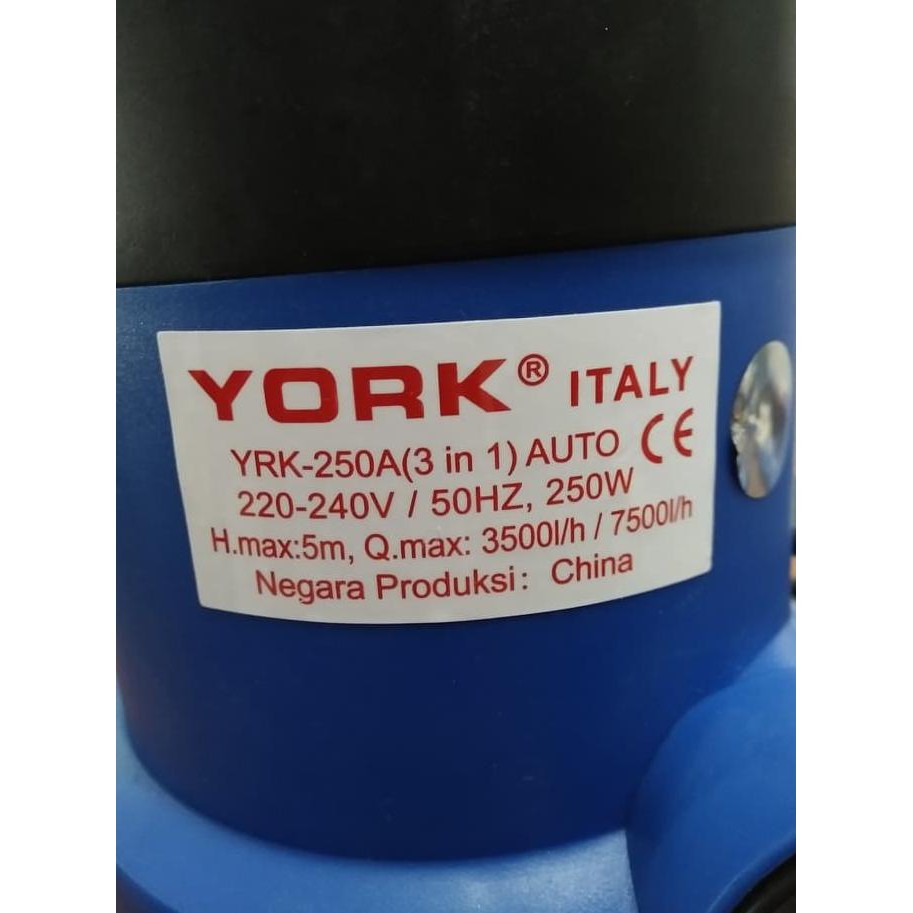 YORK® ITALY
YRK-250A(3 in 1) AUTO CE
220-240V / 50HZ, 250W
H.max:5m, Q.max: 3500l/h / 7500l/h
Negara Produksi: China